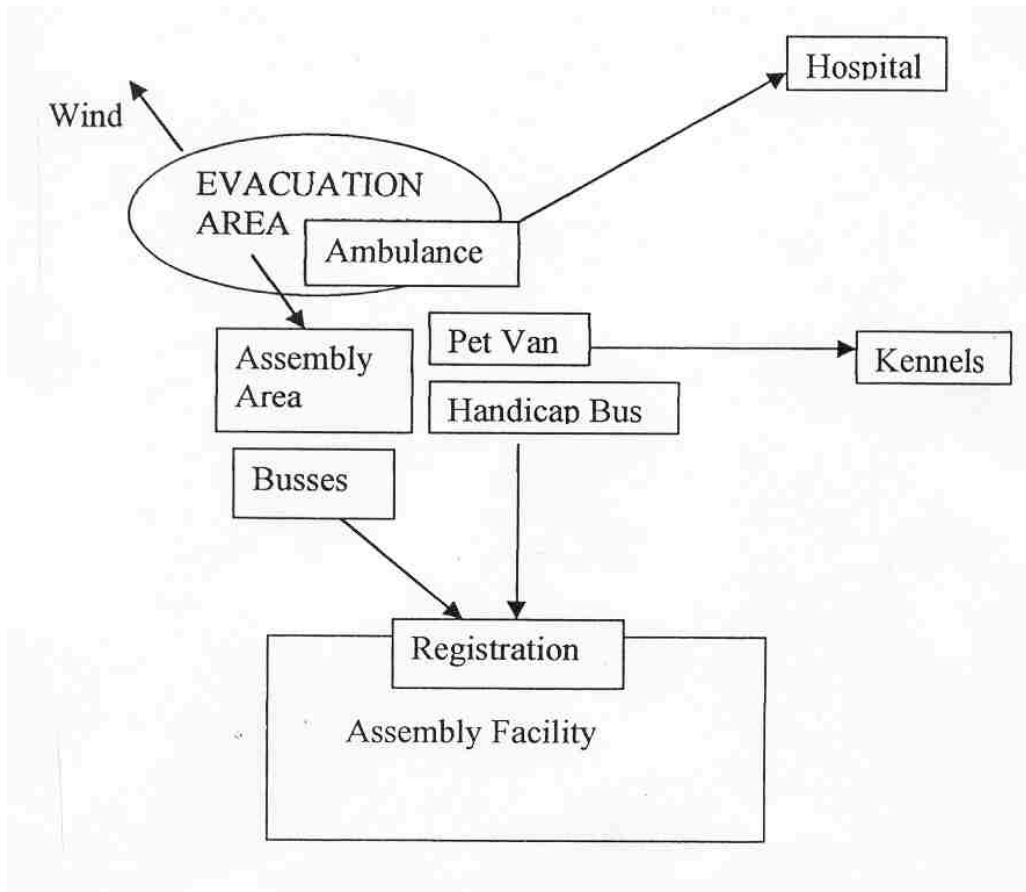 Hospital
Wind
EVACUATION
AREA
Ambulance
Pet Van
Assembly
Area
Kennels
Handicap Bus
Busses
Registration
Assembly Facility